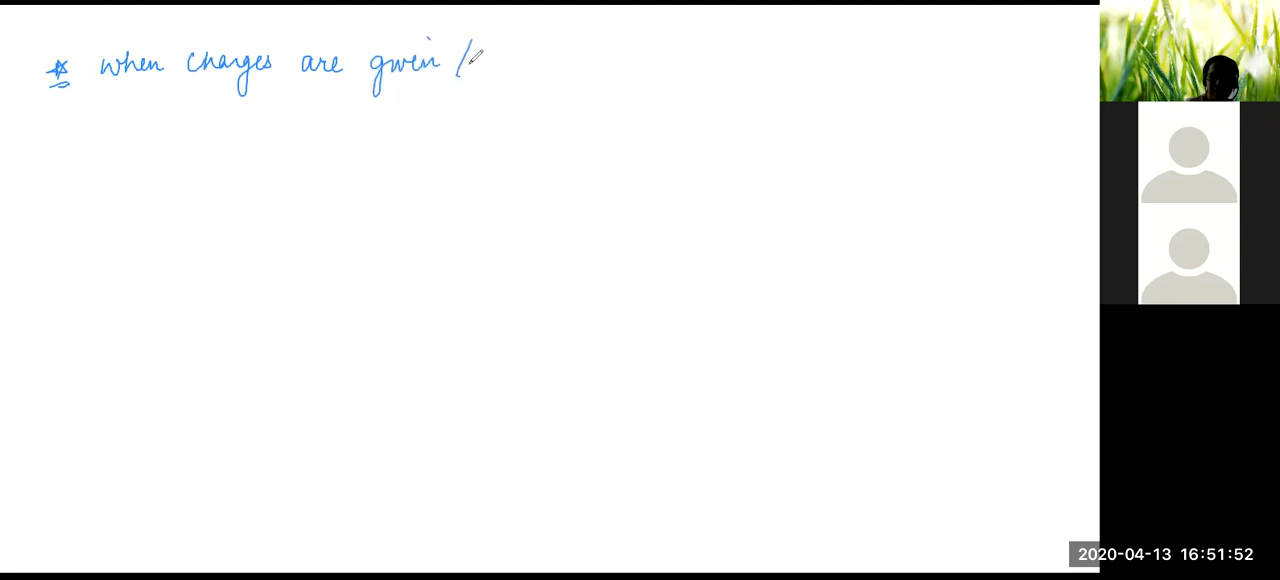 * when charges are given /
2020-04-13 16:51:52